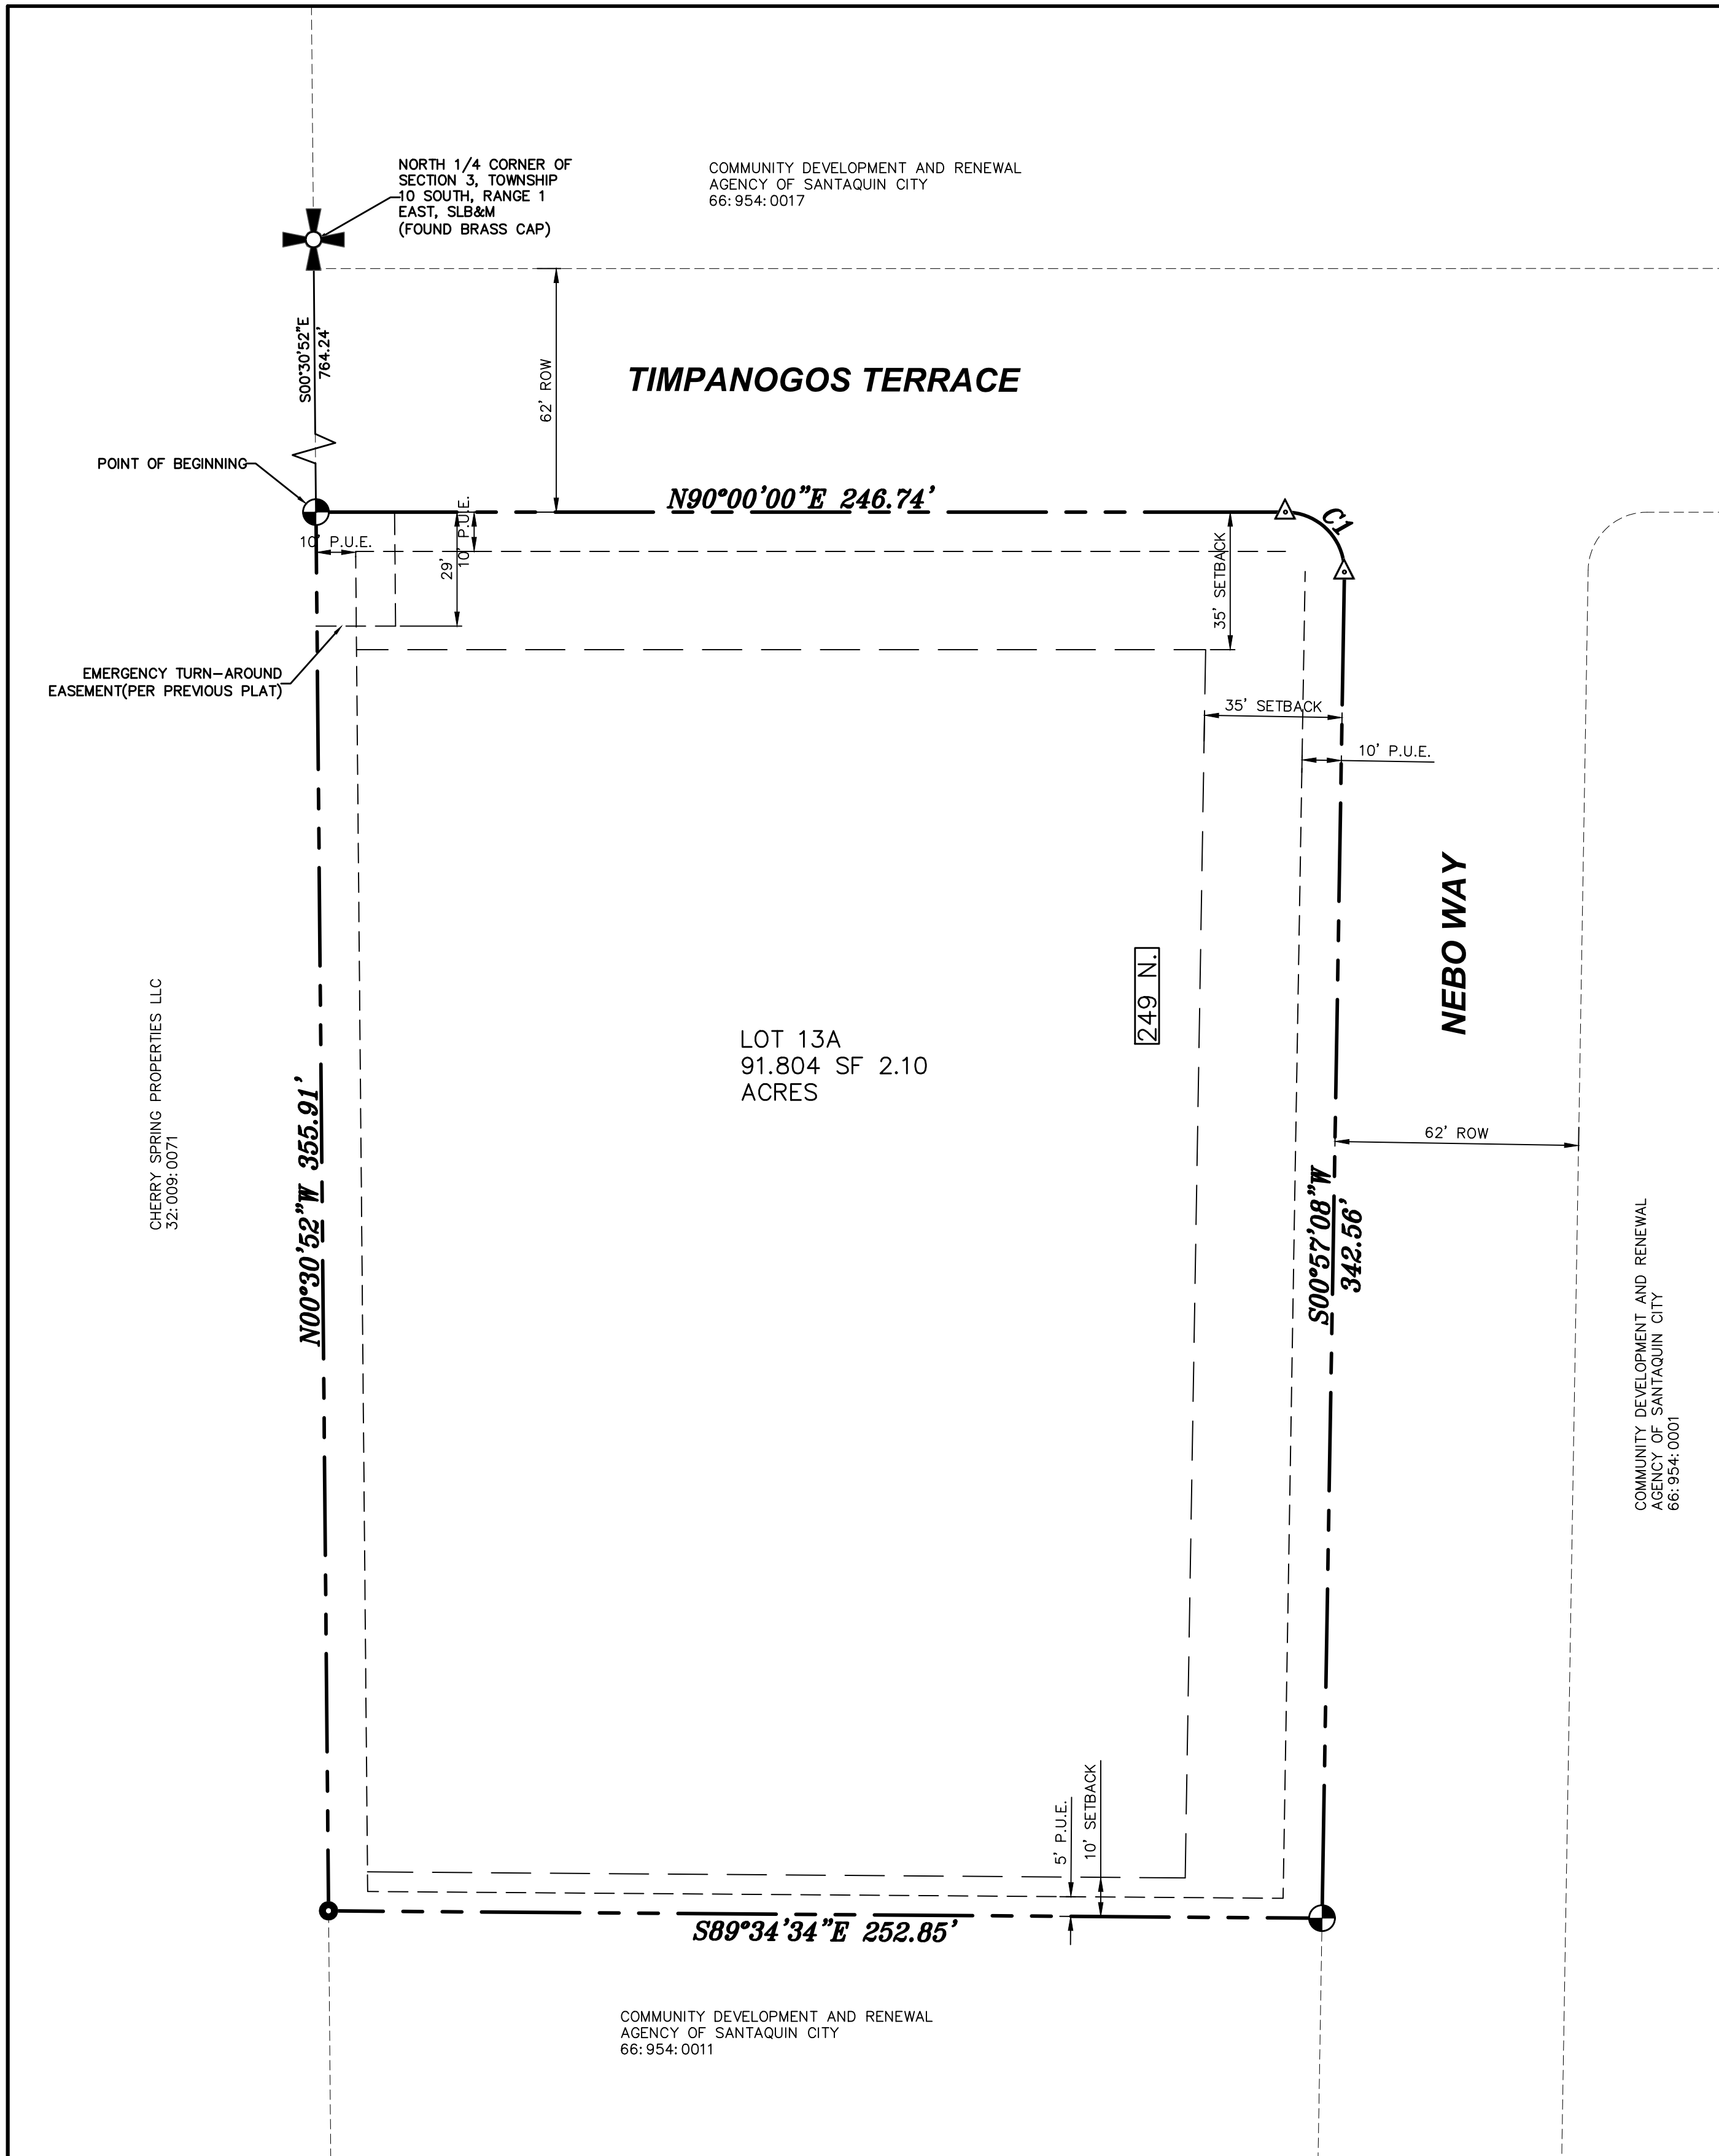 NORTH 1/4 CORNER OF
SECTION 3, TOWNSHIP
10 SOUTH, RANGE 1
EAST, SLB&M
(FOUND BRASS CAP)
COMMUNITY DEVELOPMENT AND RENEWAL
AGENCY OF SANTAQUIN CITY
66:954:0017
S00°30'52"E
764.24'
62' ROW
TIMPANOGOS TERRACE
POINT OF BEGINNING
N90°00'00"E 246.74'
C1
10' P.U.E.
10' P.U.E.
29'
35' SETBACK
EMERGENCY TURN-AROUND
EASEMENT(PER PREVIOUS PLAT)
35' SETBACK
10' P.U.E.
NEBO WAY
249 N.
LOT 13A
91.804 SF 2.10
ACRES
CHERRY SPRING PROPERTIES LLC
32:009:0071
N00°30'52"W 355.91'
62' ROW
S00°57'08"W
342.56'
COMMUNITY DEVELOPMENT AND RENEWAL
AGENCY OF SANTAQUIN CITY
66:954:0001
5' P.U.E.
10' SETBACK
S89°34'34"E 252.85'
COMMUNITY DEVELOPMENT AND RENEWAL
AGENCY OF SANTAQUIN CITY
66:954:0011